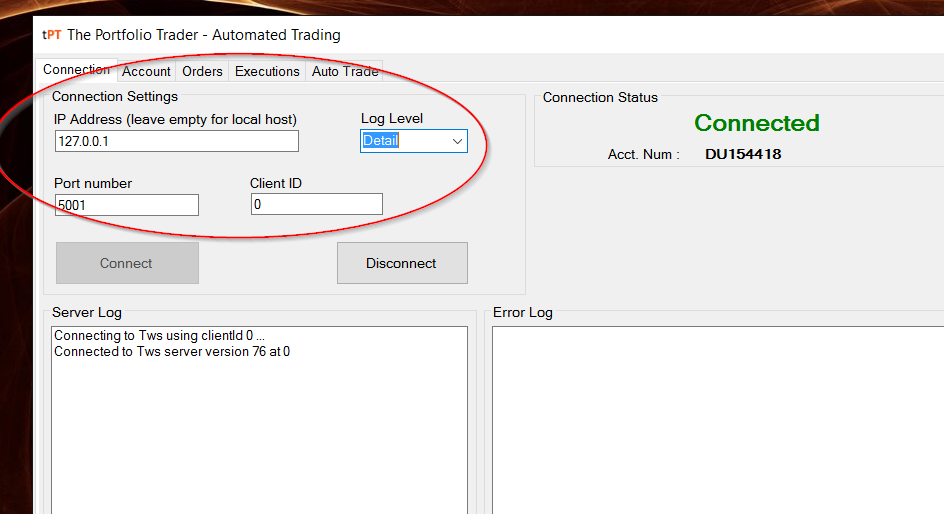 tPT The Portfolio Trader - Automated Trading
Connection Account Orders Executions Auto Trade
Connection Settings
IP Address (leave empty for local host)
Log Level
127.0.0.1
Detail
Port number
Client ID
5001
0
Connect
Disconnect
Connection Status
Connected
Acct. Num : DU154418
Server Log
Connecting to Tws using clientId 0 ...
Connected to Tws server version 76 at 0
Error Log